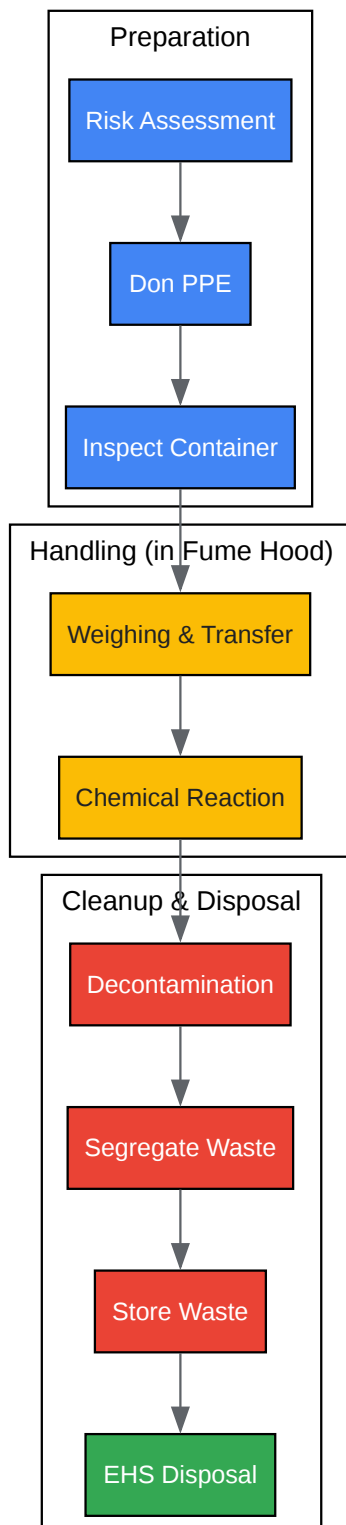 Preparation
Risk Assessment
Don PPE
Inspect Container
Handling (in Fume Hood)
Weighing & Transfer
Chemical Reaction
Cleanup & Disposal
Decontamination
Segregate Waste
Store Waste
EHS Disposal